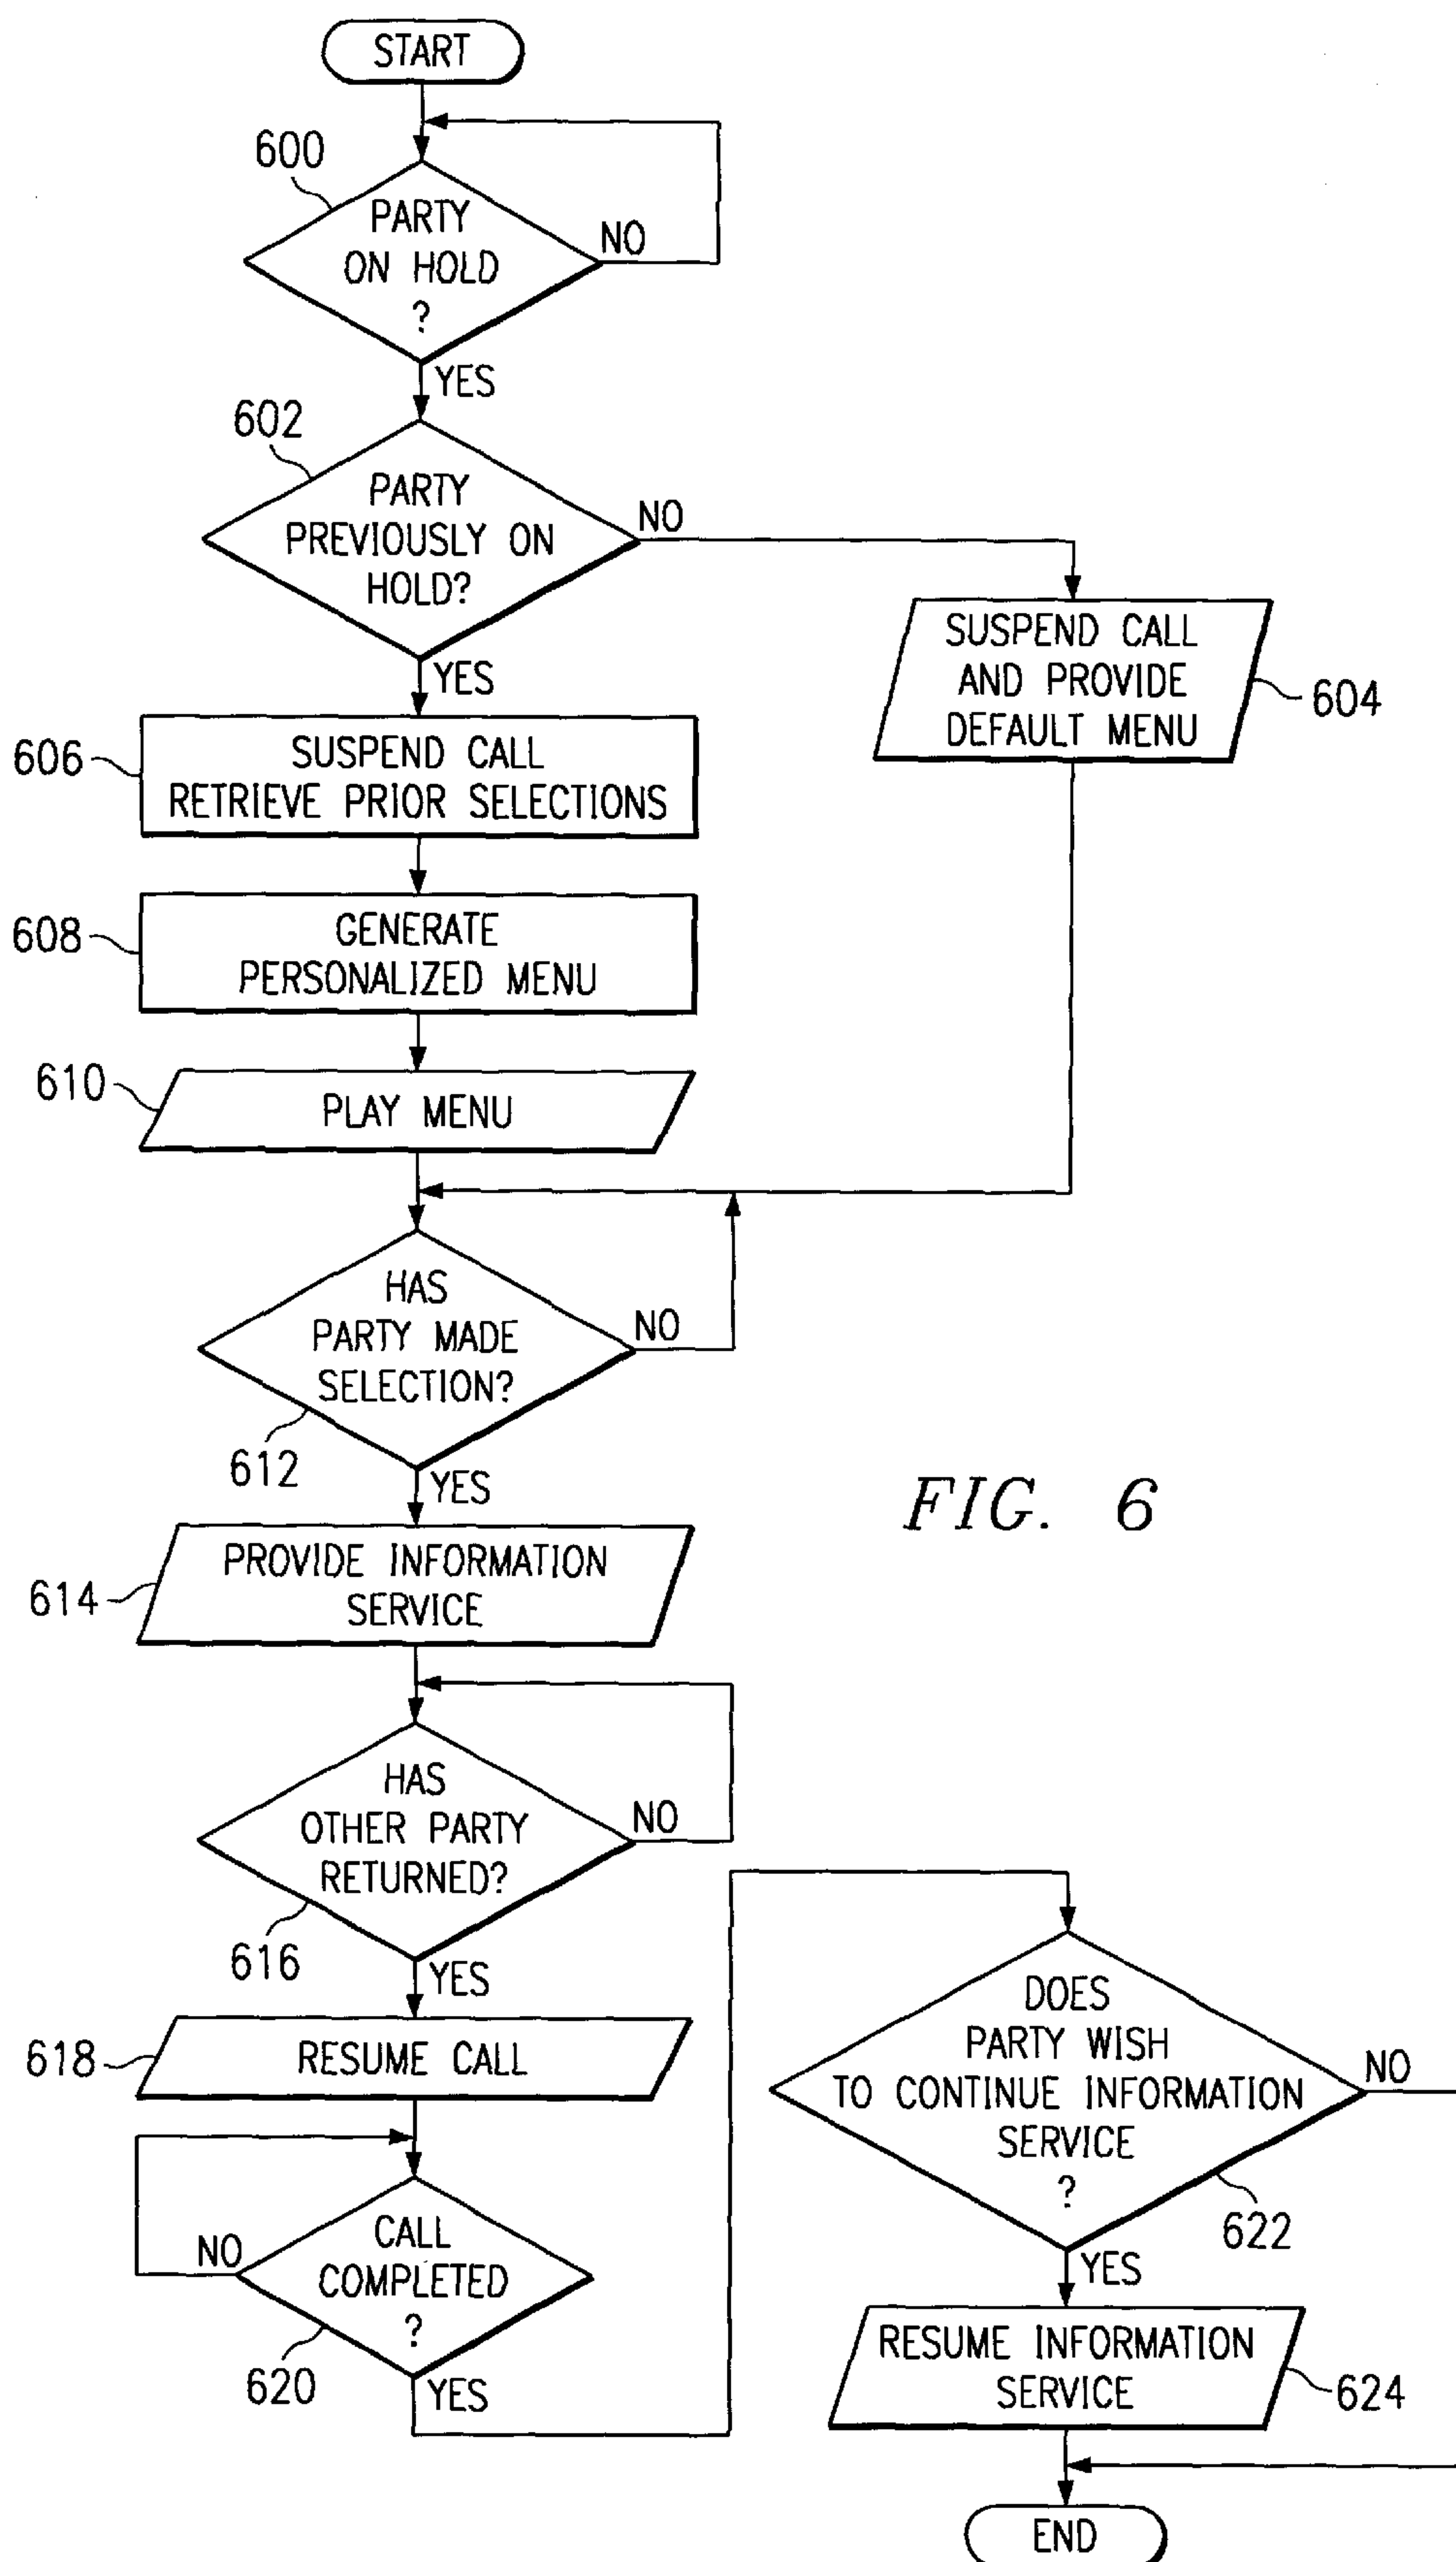 START
600
PARTY
ON HOLD
?
NO
YES
602
PARTY
PREVIOUSLY ON
HOLD?
NO
YES
SUSPEND CALL
AND PROVIDE
DEFAULT MENU
604
606
SUSPEND CALL
RETRIEVE PRIOR SELECTIONS
608
GENERATE
PERSONALIZED MENU
610
PLAY MENU
HAS
PARTY MADE
SELECTION?
NO
612
YES
FIG. 6
614
PROVIDE INFORMATION
SERVICE
HAS
OTHER PARTY
RETURNED?
NO
616
YES
618
RESUME CALL
CALL
COMPLETED
?
NO
620
YES
DOES
PARTY WISH
TO CONTINUE INFORMATION
SERVICE
?
NO
622
YES
RESUME INFORMATION
SERVICE
624
END